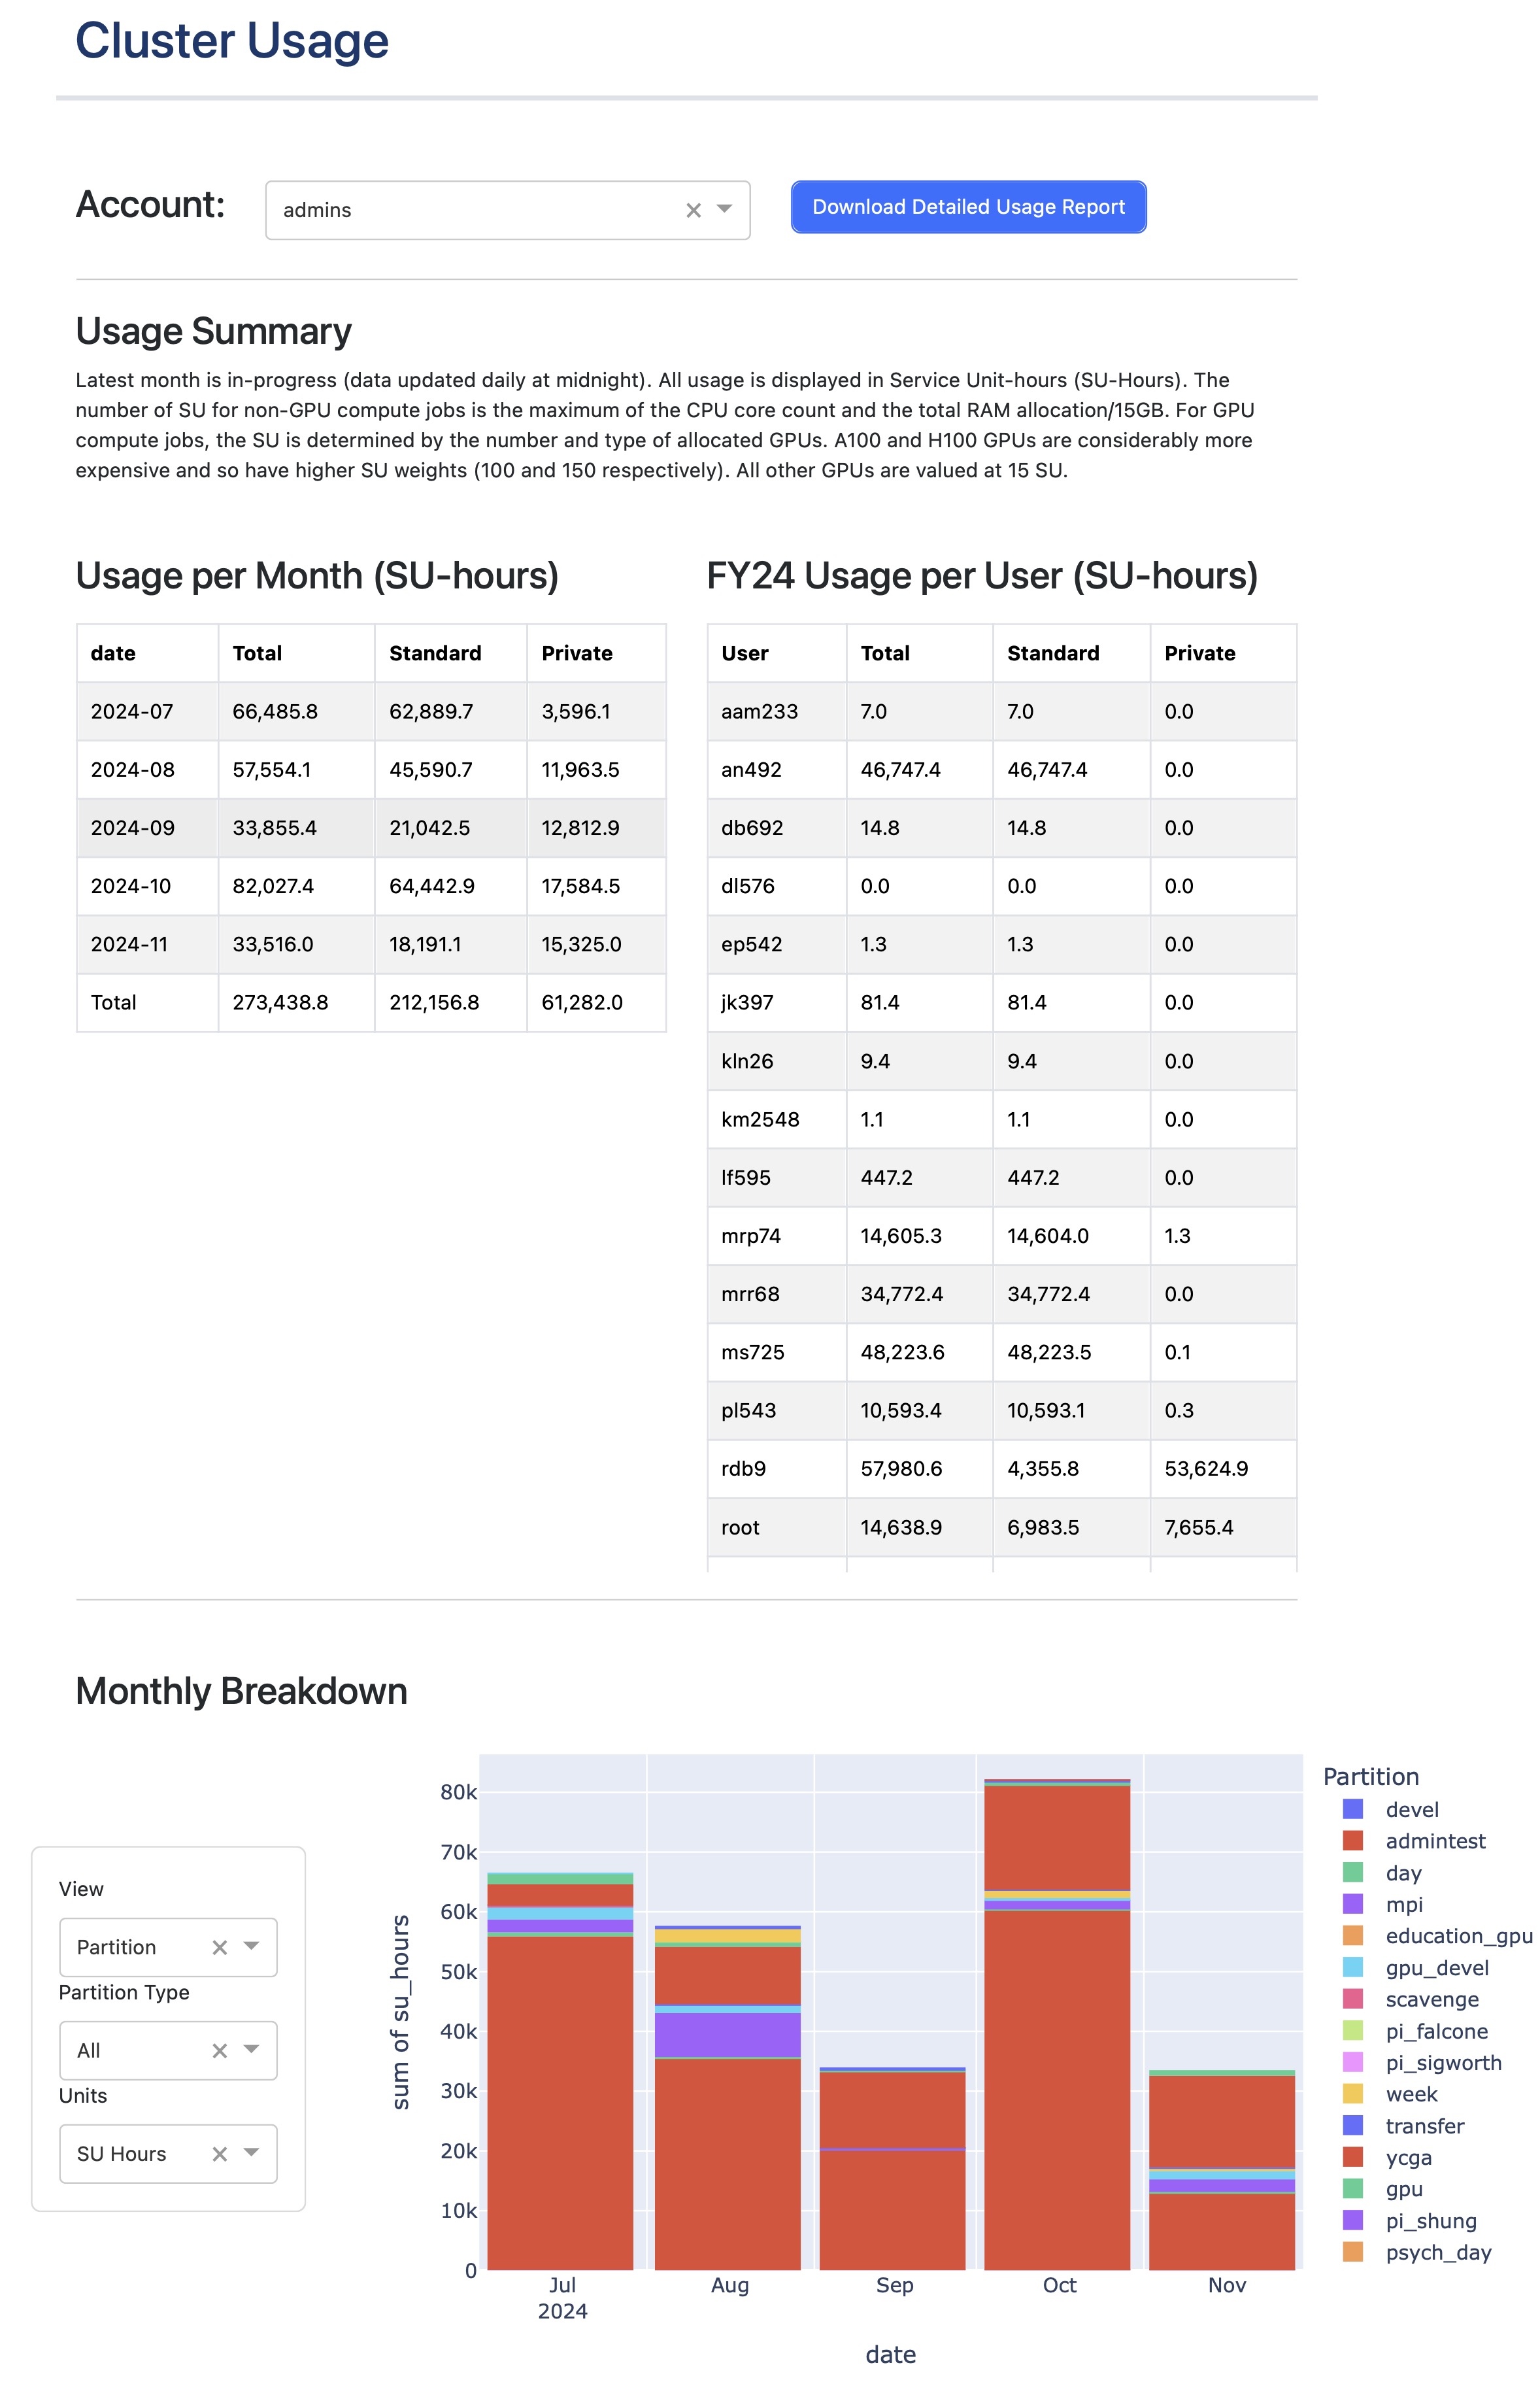 Cluster Usage
Account:
admins
Download Detailed Usage Report
Usage Summary
Latest month is in-progress (data updated daily at midnight). All usage is displayed in Service Unit-hours (SU-Hours). The
number of SU for non-GPU compute jobs is the maximum of the CPU core count and the total RAM allocation/15GB. For GPU
compute jobs, the SU is determined by the number and type of allocated GPUs. A100 and H100 GPUs are considerably more
expensive and so have higher SU weights (100 and 150 respectively). All other GPUs are valued at 15 SU.
Usage per Month (SU-hours)
date Total Standard Private
2024-07 66,485.8 62,889.7 3,596.1
2024-08 57,554.1 45,590.7 11,963.5
2024-09 33,855.4 21,042.5 12,812.9
2024-10 82,027.4 64,442.9 17,584.5
2024-11 33,516.0 18,191.1 15,325.0
Total 273,438.8 212,156.8 61,282.0
FY24 Usage per User (SU-hours)
User Total Standard Private
aam233 7.0 7.0 0.0
an492 46,747.4 46,747.4 0.0
db692 14.8 14.8 0.0
dl576 0.0 0.0 0.0
ep542 1.3 1.3 0.0
jk397 81.4 81.4 0.0
kln26 9.4 9.4 0.0
km2548 1.1 1.1 0.0
lf595 447.2 447.2 0.0
mrp74 14,605.3 14,604.0 1.3
mrr68 34,772.4 34,772.4 0.0
ms725 48,223.6 48,223.5 0.1
pl543 10,593.4 10,593.1 0.3
rdb9 57,980.6 4,355.8 53,624.9
root 14,638.9 6,983.5 7,655.4
Monthly Breakdown
View
Partition
Partition Type
All
Units
SU Hours
sum of su_hours
80k
70k
60k
50k
40k
30k
20k
10k
0
Jul Aug Sep Oct Nov
2024
date
Partition
devel
admintest
day
mpi
education_gpu
gpu_devel
scavenge
pi_falcone
pi_sigworth
week
transfer
ycga
gpu
pi_shung
psych_day